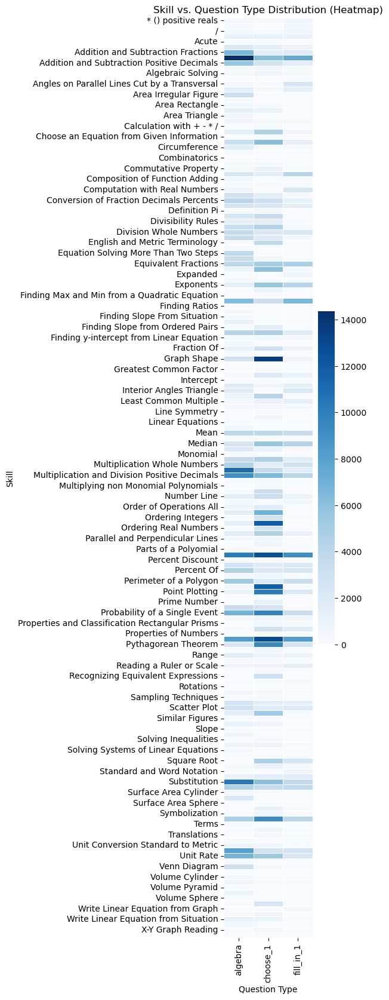 Skill vs. Question Type Distribution (Heatmap)
* () positive reals
/
Acute
Addition and Subtraction Fractions
Addition and Subtraction Positive Decimals
Algebraic Solving
Angles on Parallel Lines Cut by a Transversal
Area Irregular Figure
Area Rectangle
Area Triangle
Calculation with + - * /
Choose an Equation from Given Information
Circumference
Combinatorics
Commutative Property
Composition of Function Adding
Computation with Real Numbers
Conversion of Fraction Decimals Percents
Definition Pi
Divisibility Rules
Division Whole Numbers
English and Metric Terminology
Equation Solving More Than Two Steps
Equivalent Fractions
Expanded
Exponents
Finding Max and Min from a Quadratic Equation
Finding Ratios
Finding Slope From Situation
Finding Slope from Ordered Pairs
Finding y-intercept from Linear Equation
Fraction Of
Graph Shape
Greatest Common Factor
Intercept
Interior Angles Triangle
Least Common Multiple
Line Symmetry
Linear Equations
Mean
Median
Monomial
Multiplication Whole Numbers
Multiplication and Division Positive Decimals
Multiplying non Monomial Polynomials
Number Line
Order of Operations All
Ordering Integers
Ordering Real Numbers
Parallel and Perpendicular Lines
Parts of a Polyomial
Percent Discount
Percent Of
Perimeter of a Polygon
Point Plotting
Prime Number
Probability of a Single Event
Properties and Classification Rectangular Prisms
Properties of Numbers
Pythagorean Theorem
Range
Reading a Ruler or Scale
Recognizing Equivalent Expressions
Rotations
Sampling Techniques
Scatter Plot
Similar Figures
Slope
Solving Inequalities
Solving Systems of Linear Equations
Square Root
Standard and Word Notation
Substitution
Surface Area Cylinder
Surface Area Sphere
Symbolization
Terms
Translations
Unit Conversion Standard to Metric
Unit Rate
Venn Diagram
Volume Cylinder
Volume Pyramid
Volume Sphere
Write Linear Equation from Graph
Write Linear Equation from Situation
X-Y Graph Reading
Skill
algebra
choose_1
fill_in_1
Question Type
14000
12000
10000
8000
6000
4000
2000
0